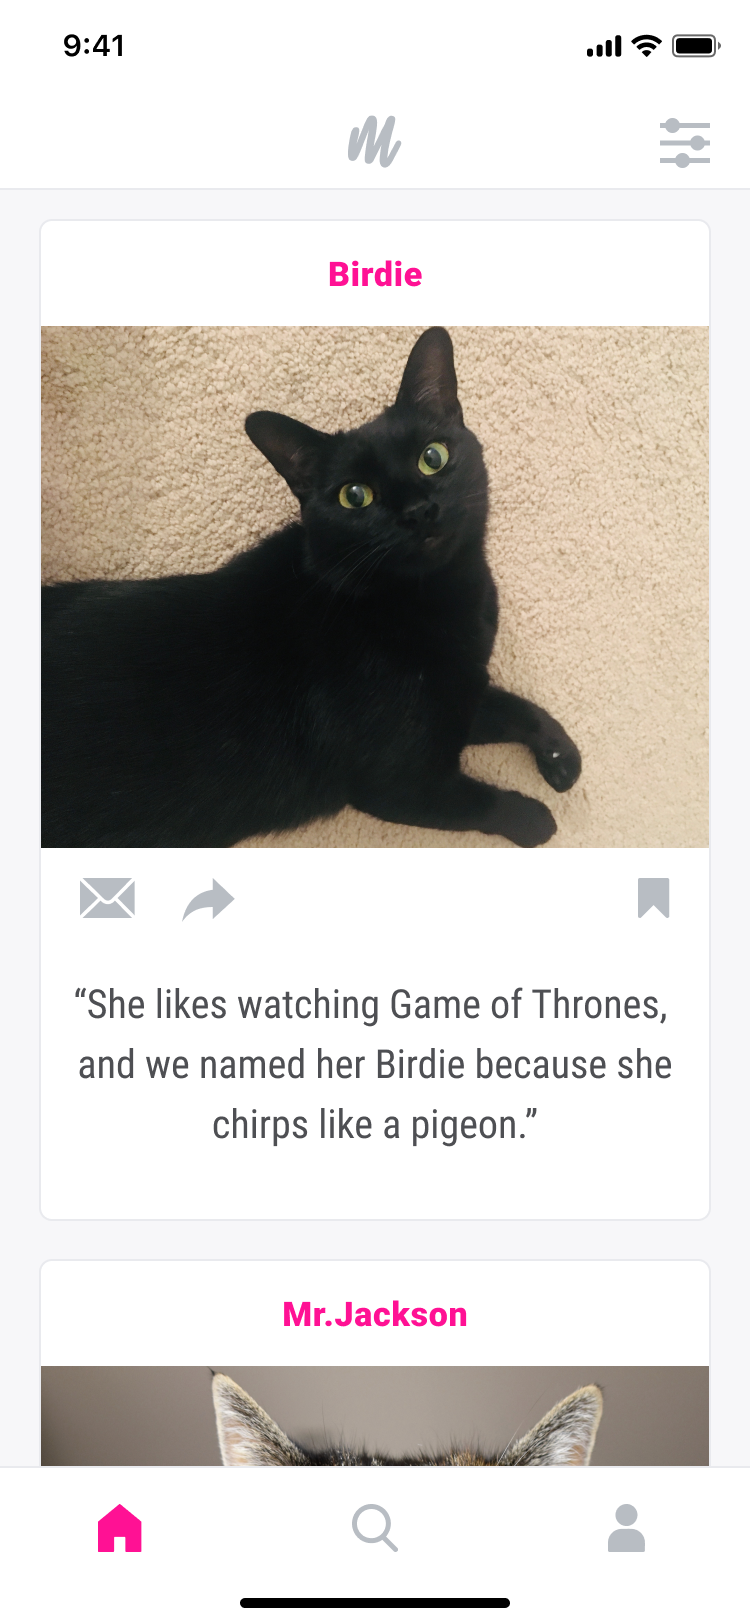 9:41
M
Birdie
“She likes watching Game of Thrones,
and we named her Birdie because she
chirps like a pigeon.”
Mr.Jackson